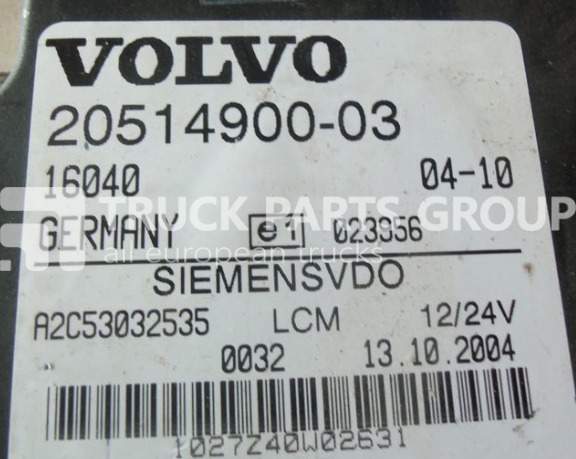 VOLVO
20514900-03
16040 04-10
TRUCK PARTS GROUP
GERMANY e1 023956
all european trucks
SIEMENSVDO
A2C53032535 LCM 12/24V
0032 13.10.2004
1027Z40W02631